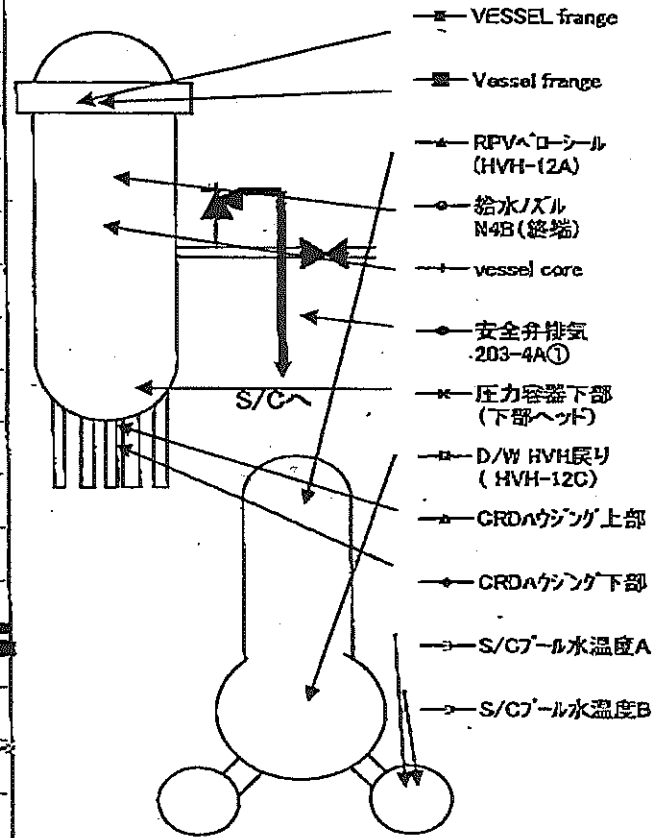 VESSEL frange
Vessel frange
RPVベローシール
(HVH-12A)
給水ノズル
N4B(終端)
vessel core
安全弁排気
203-4A①
圧力容器下部
(下部ヘッド)
D/W HVH戻り
( HVH-12C)
CRDハウジング上部
CRDハウジング下部
S/Cプール水温度A
S/Cプール水温度B
S/Cへ